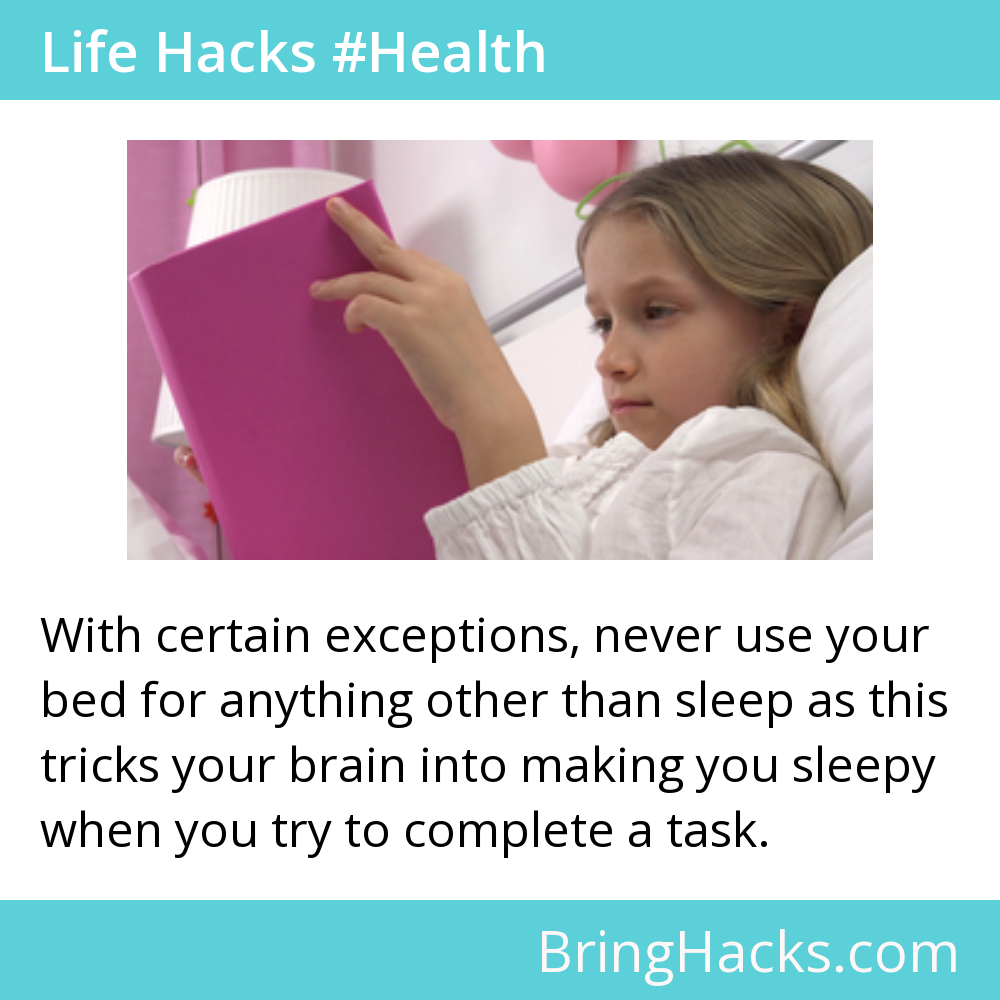 Life Hacks #Health
With certain exceptions, never use your
bed for anything other than sleep as this
tricks your brain into making you sleepy
when you try to complete a task.
BringHacks.com